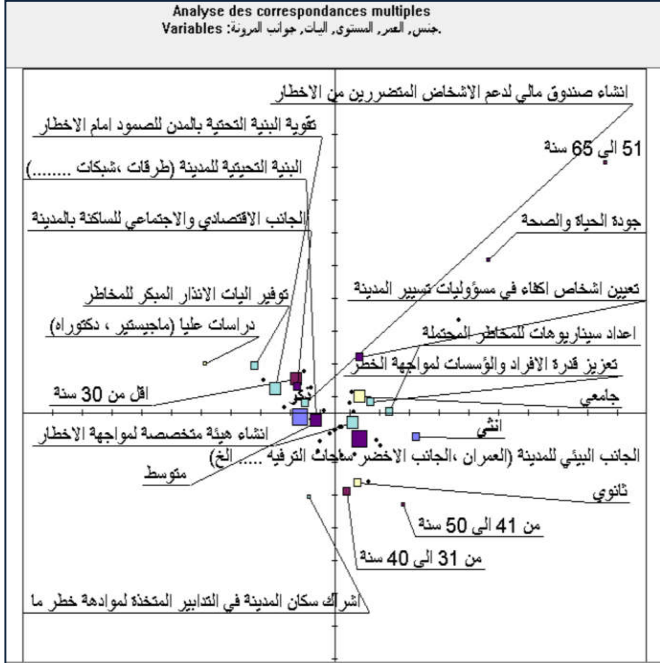 Analyse des correspondances multiples
Variables :جنس, العمر, المستوى, اليات, جوانب المرونة.
انشاء صندوق مالي لدعم الاشخاض المتضررين من الاخطار
تقوية البنية التحتية بالمدن للصمود امام الاخطار
51 الى 65 سنة
البنية التحيتية للمدينة (طرقات ،شبكات ........)
الجانب الاقتصادي والاجتماعي للساكنة بالمدينة
جودة الحياة والصحة
توفير اليات الانذار المبكر للمخاطر
تعيين اشخاص اكفاء في مسؤوليات تسيير المدينة
دراسات عليا (ماجيستير ، دكتوراه)
اعداد سيناريوهات للمخاطر المحتملة
تعزيز قدرة الافراد والؤسسات لمواجهة الخطر
اقل من 30 سنة
ذكر
جامعي
انشاء هيئة متخصصة لمواجهة الاخطار
انثي
الجانب البيئي للمدينة (العمران ،الجانب الاخضر ساحات الترفيه ..... الخ)
متوسط
ثانوي
من 41 الى 50 سنة
من 31 الى 40 سنة
اشراك سكان المدينة في التدابير المتخذة لموادهة خطر ما